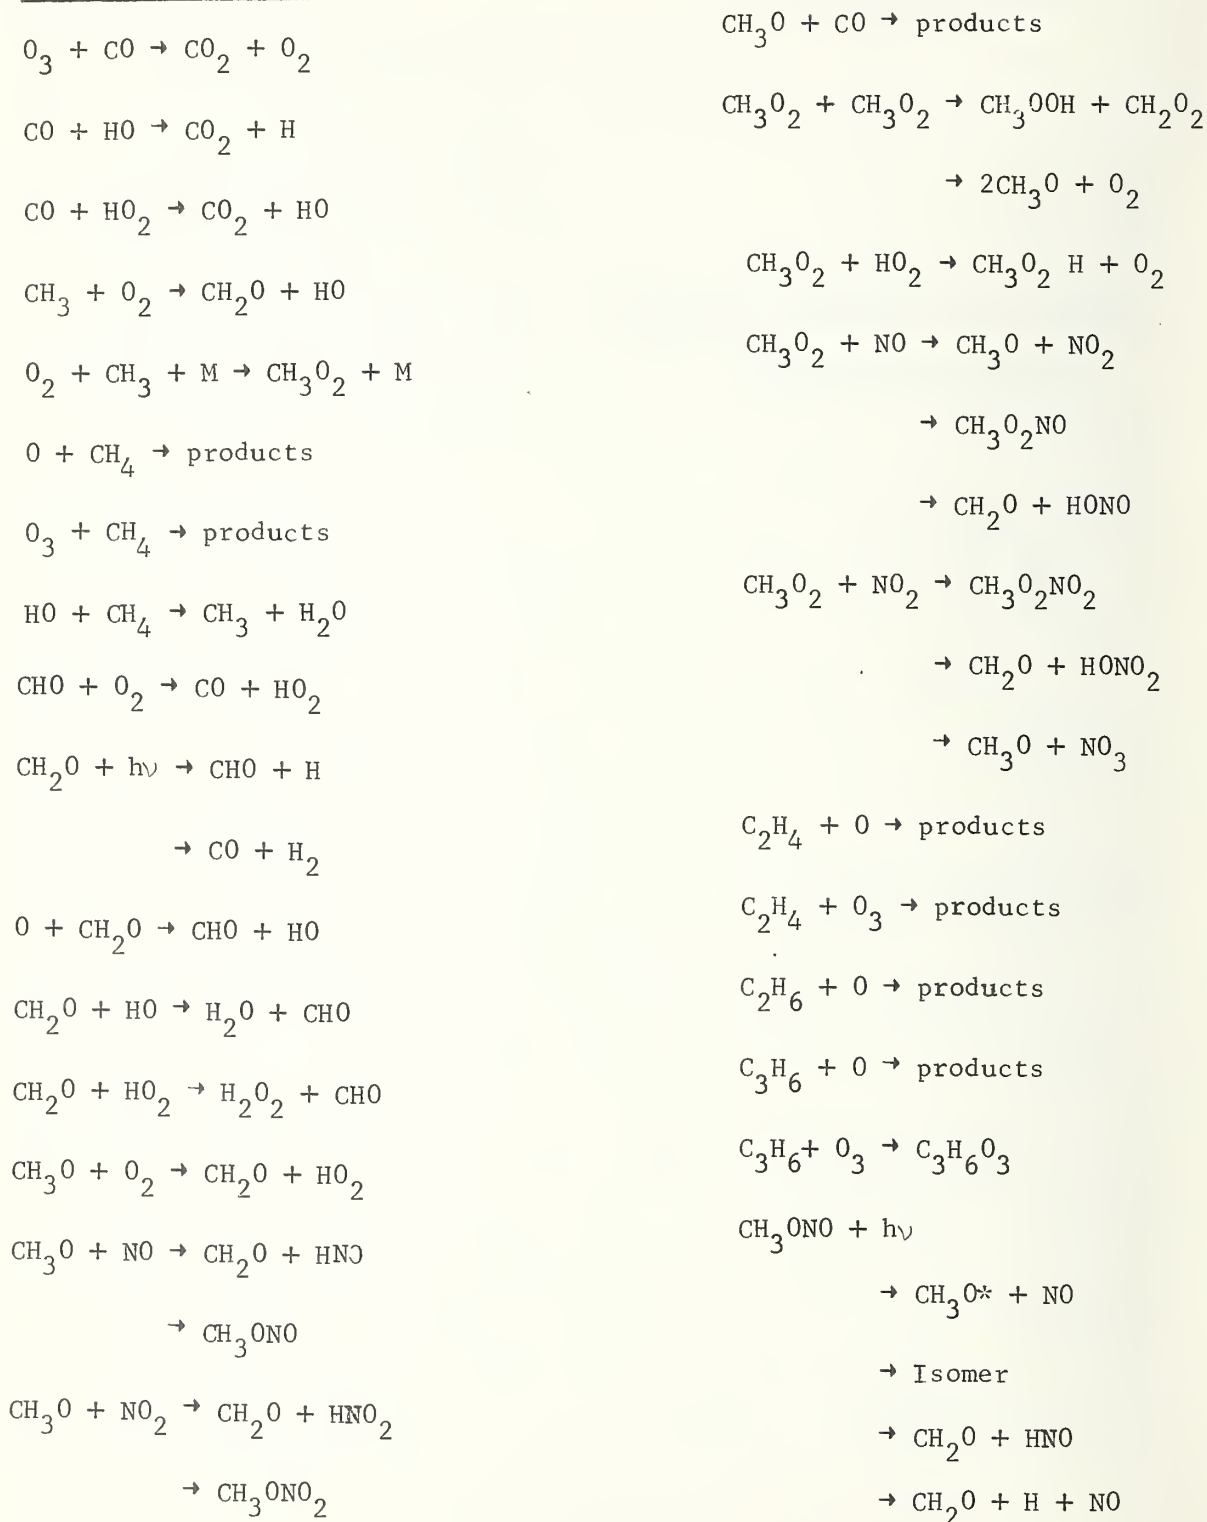 O₃ + CO → CO₂ + O₂
CO + HO → CO₂ + H
CO + HO₂ → CO₂ + HO
CH₃ + O₂ → CH₂O + HO
O₂ + CH₃ + M → CH₃O₂ + M
O + CH₄ → products
O₃ + CH₄ → products
HO + CH₄ → CH₃ + H₂O
CHO + O₂ → CO + HO₂
CH₂O + hν → CHO + H
→ CO + H₂
O + CH₂O → CHO + HO
CH₂O + HO → H₂O + CHO
CH₂O + HO₂ → H₂O₂ + CHO
CH₃O + O₂ → CH₂O + HO₂
CH₃O + NO → CH₂O + HNO
→ CH₃ONO
CH₃O + NO₂ → CH₂O + HNO₂
→ CH₃ONO₂
CH₃O + CO → products
CH₃O₂ + CH₃O₂ → CH₃OOH + CH₂O₂
→ 2CH₃O + O₂
CH₃O₂ + HO₂ → CH₃O₂ H + O₂
CH₃O₂ + NO → CH₃O + NO₂
→ CH₃O₂NO
→ CH₂O + HONO
CH₃O₂ + NO₂ → CH₃O₂NO₂
→ CH₂O + HONO₂
→ CH₃O + NO₃
C₂H₄ + O → products
C₂H₄ + O₃ → products
C₂H₆ + O → products
C₃H₆ + O → products
C₃H₆+ O₃ → C₃H₆O₃
CH₃ONO + hν
→ CH₃O* + NO
→ Isomer
→ CH₂O + HNO
→ CH₂O + H + NO